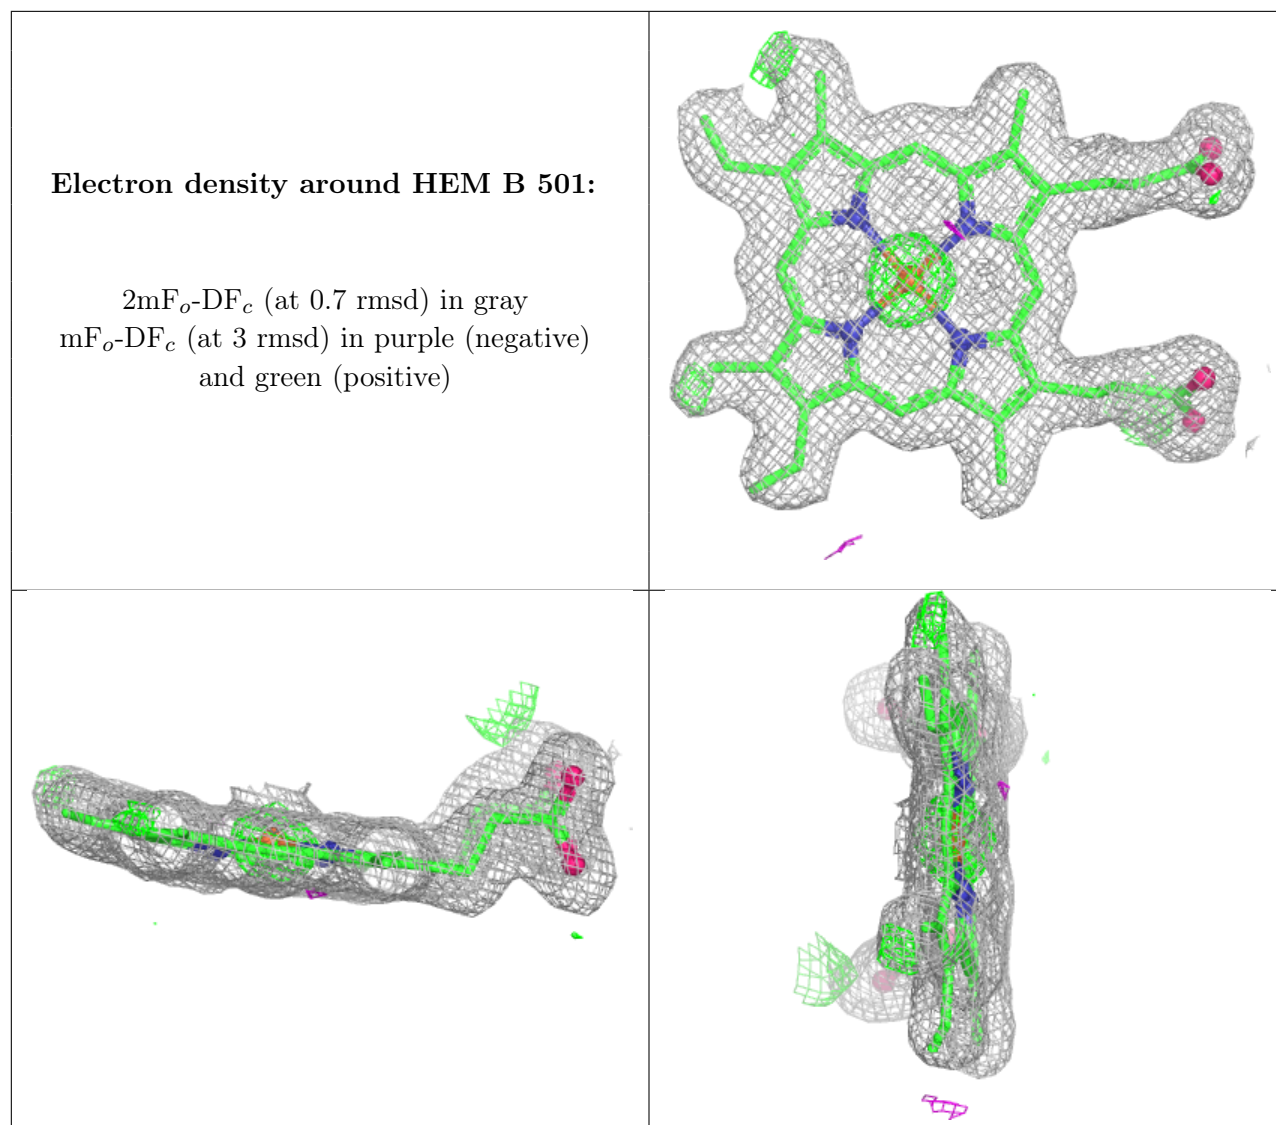 Electron density around HEM B 501:
2mFₒ-DF𝑐 (at 0.7 rmsd) in gray
mFₒ-DF𝑐 (at 3 rmsd) in purple (negative)
and green (positive)